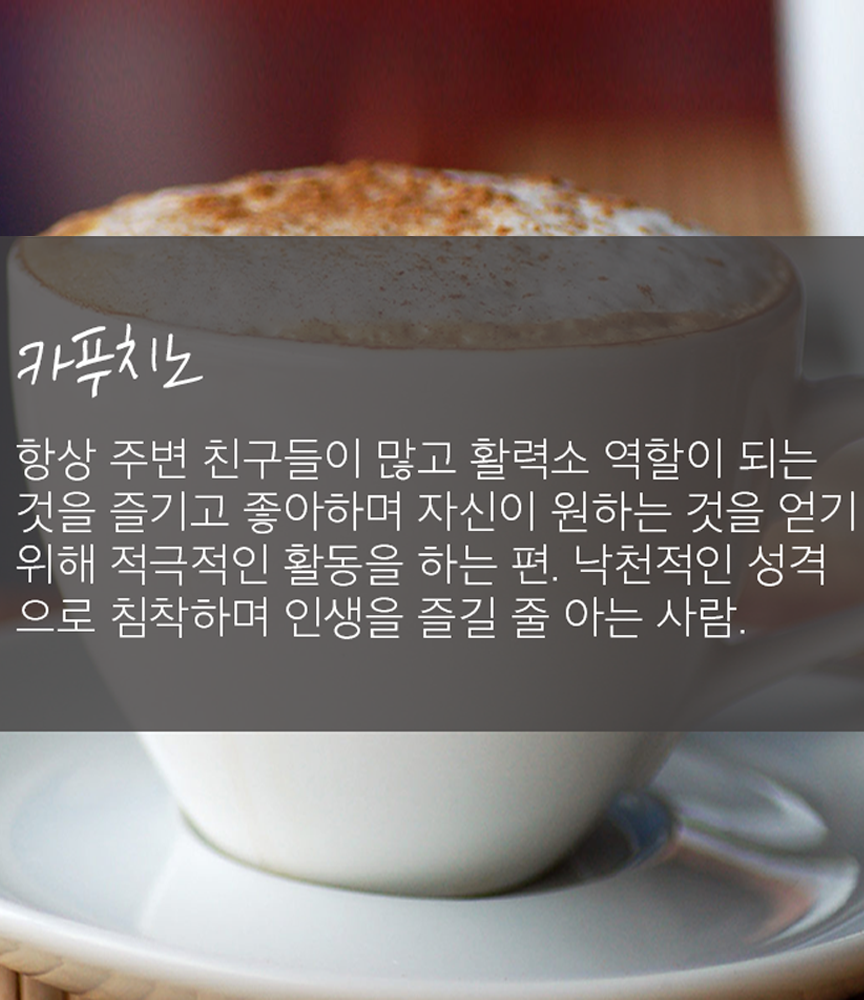 카푸치노
항상 주변 친구들이 많고 활력소 역할이 되는
것을 즐기고 좋아하며 자신이 원하는 것을 얻기
위해 적극적인 활동을 하는 편. 낙천적인 성격
으로 침착하며 인생을 즐길 줄 아는 사람.